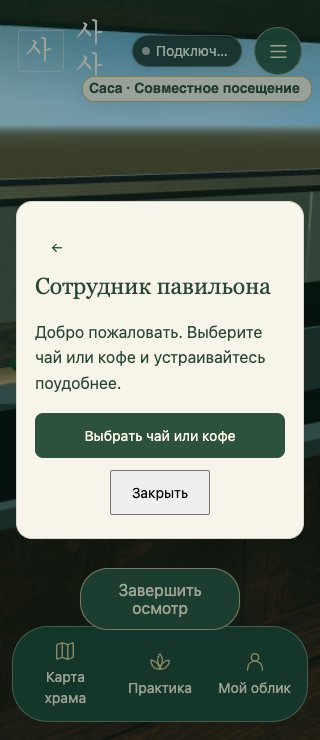 사
사
사
Подключ...
Caca · Совместное посещение
←
Сотрудник павильона
Добро пожаловать. Выберите
чай или кофе и устраивайтесь
поудобнее.
Выбрать чай или кофе
Закрыть
Завершить
осмотр
Карта
храма
Практика
Мой облик